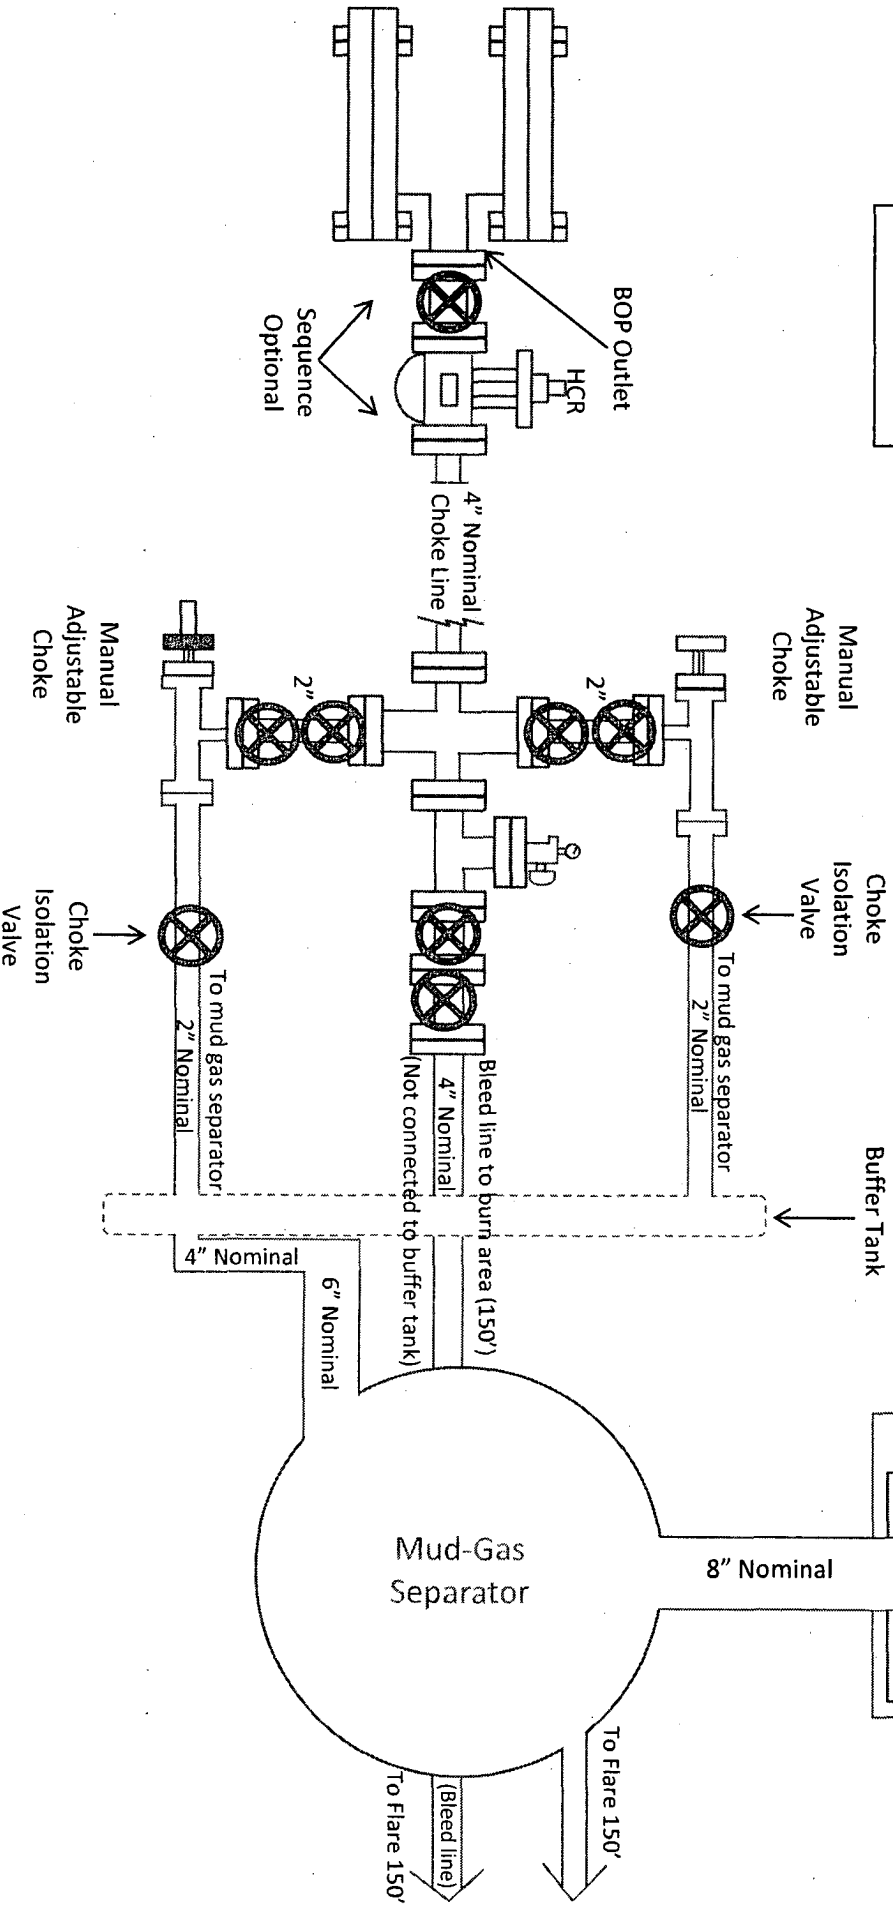 BOP Outlet
HCR
Sequence
Optional
4" Nominal
Choke Line
Manual
Adjustable
Choke
2"
2"
Manual
Adjustable
Choke
Choke
Isolation
Valve
Choke
Isolation
Valve
To mud gas separator
2" Nominal
Bleed line to burn area (150')
4" Nominal
(Not connected to buffer tank)
To mud gas separator
2" Nominal
Buffer Tank
4" Nominal
6" Nominal
Mud-Gas
Separator
8" Nominal
To Flare 150'
(Bleed line)
To Flare 150'